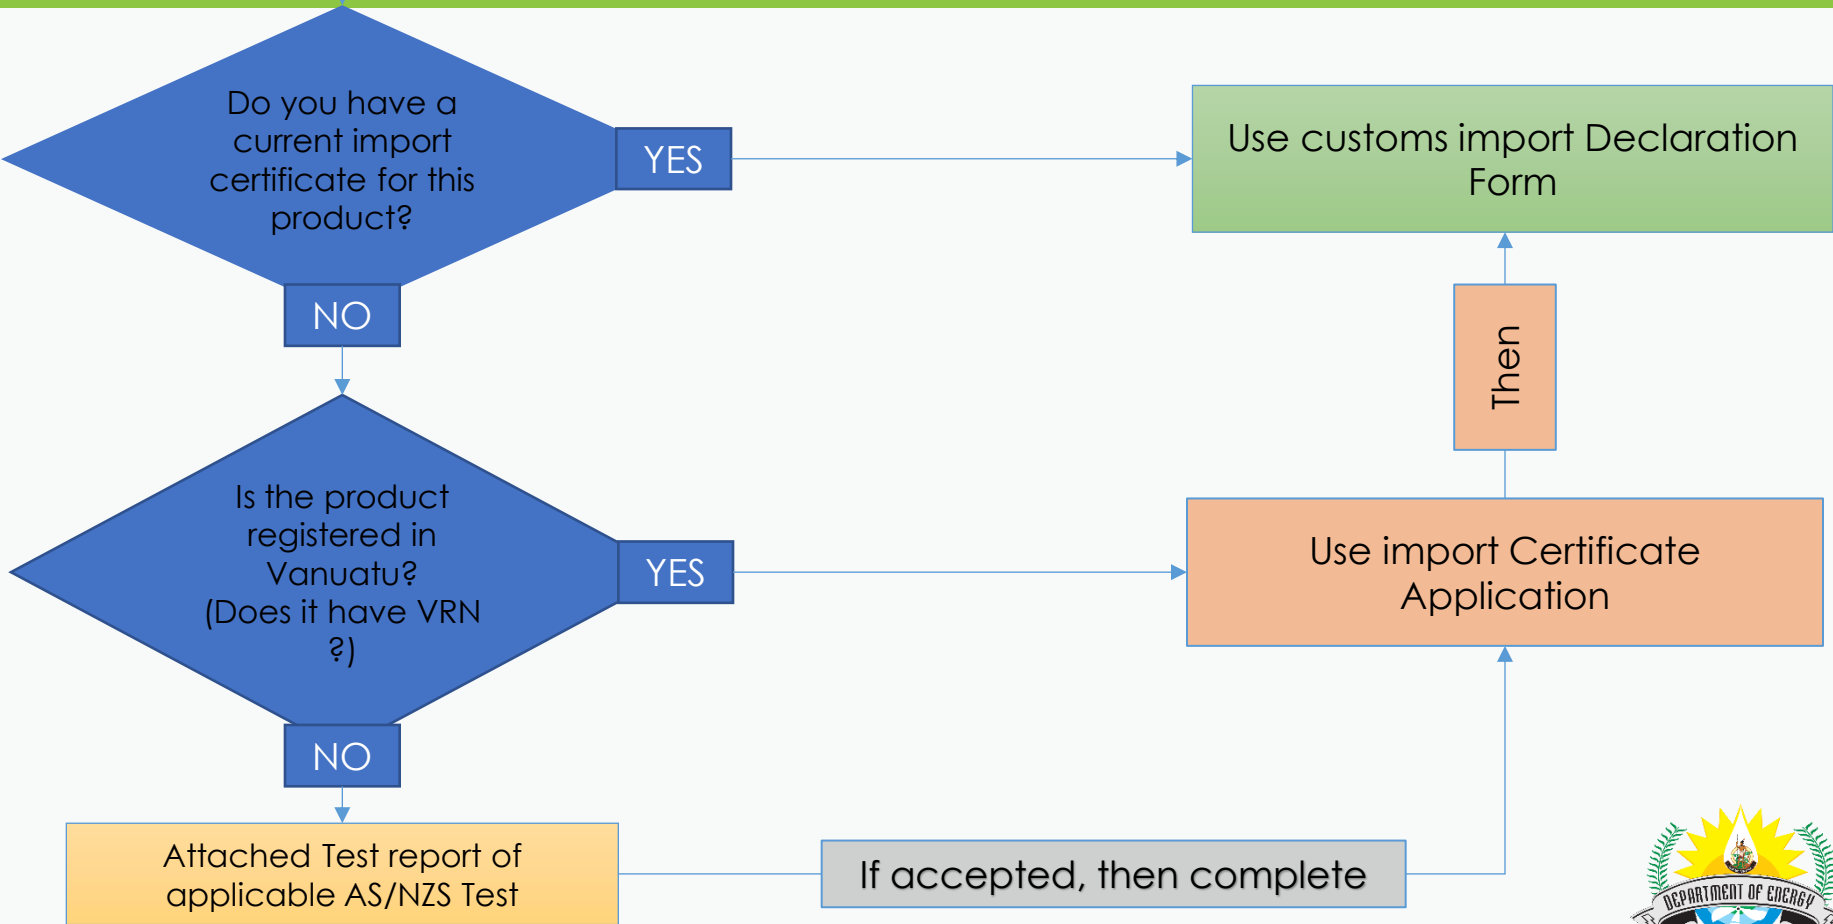 Do you have a
current import
certificate for this
product?
YES
Use customs import Declaration
Form
NO
Then
Is the product
registered in
Vanuatu?
(Does it have VRN
?)
YES
Use import Certificate
Application
NO
Attached Test report of
applicable AS/NZS Test
If accepted, then complete
DEPARTMENT OF ENERGY